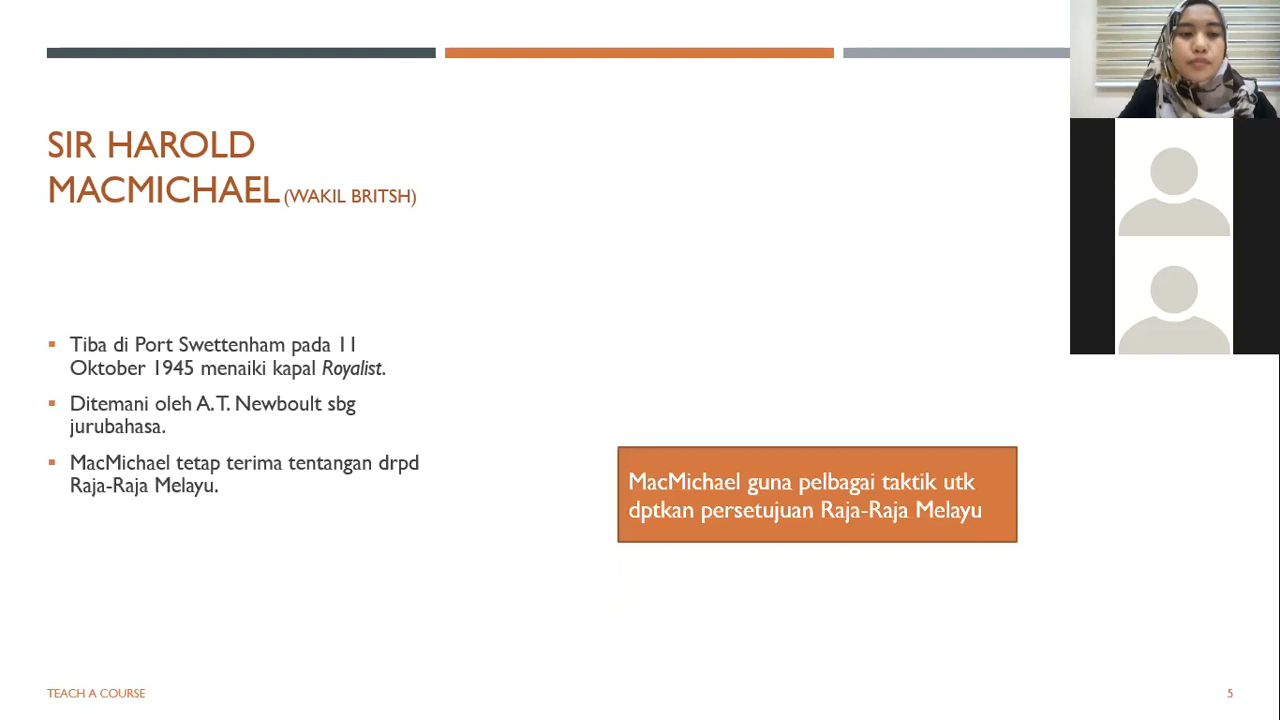 SIR HAROLD
MACMICHAEL (WAKIL BRITSH)
Tiba di Port Swettenham pada 11
Oktober 1945 menaiki kapal Royalist.
Ditemani oleh A.T. Newboult sbg
jurubahasa.
MacMichael tetap terima tentangan drpd
Raja-Raja Melayu.
MacMichael guna pelbagai taktik utk
dptkan persetujuan Raja-Raja Melayu
TEACH A COURSE
5